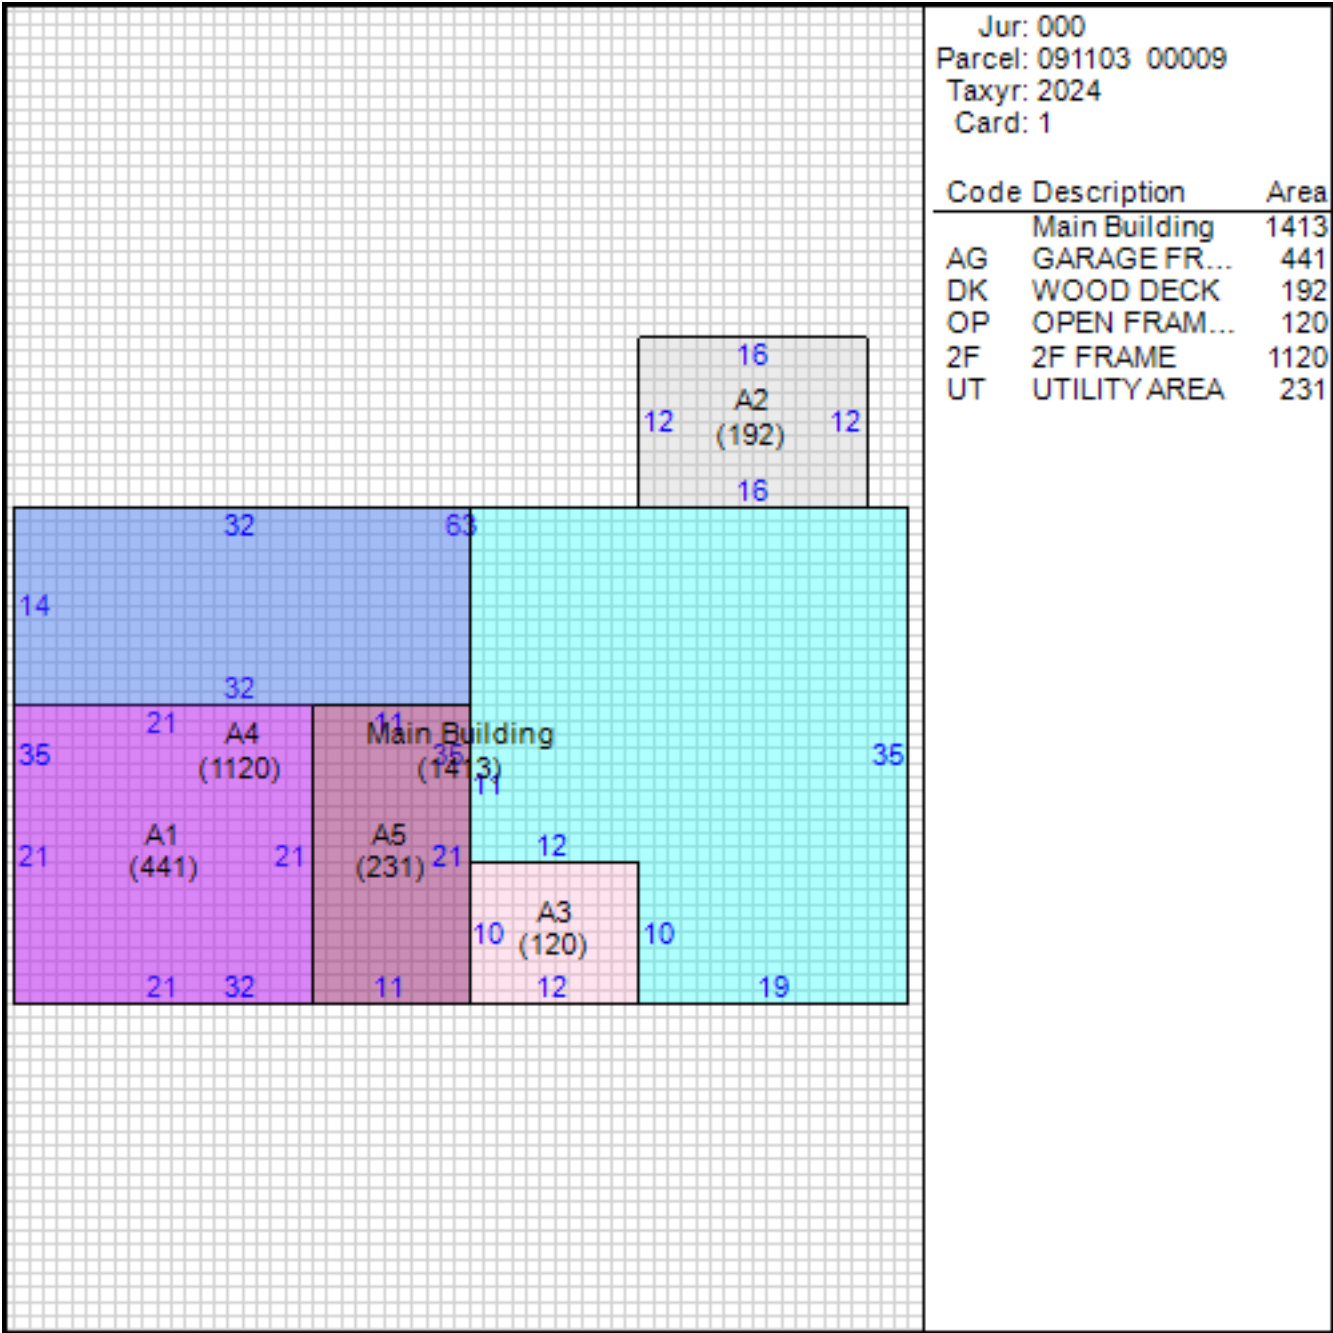 Jur: 000
Parcel: 091103 00009
Taxyr: 2024
Card: 1
Code Description Area
Main Building 1413
AG GARAGE FR... 441
DK WOOD DECK 192
OP OPEN FRAM... 120
2F 2F FRAME 1120
UT UTILITY AREA 231
16
A2
12 12
(192)
16
32 63
14
32
21 11
A4 Main Building
35 35 35
(1120) (1413)
11
A1 A5 12
21 21 21
(441) (231)
A3
10 10
(120)
21 32 11 12 19